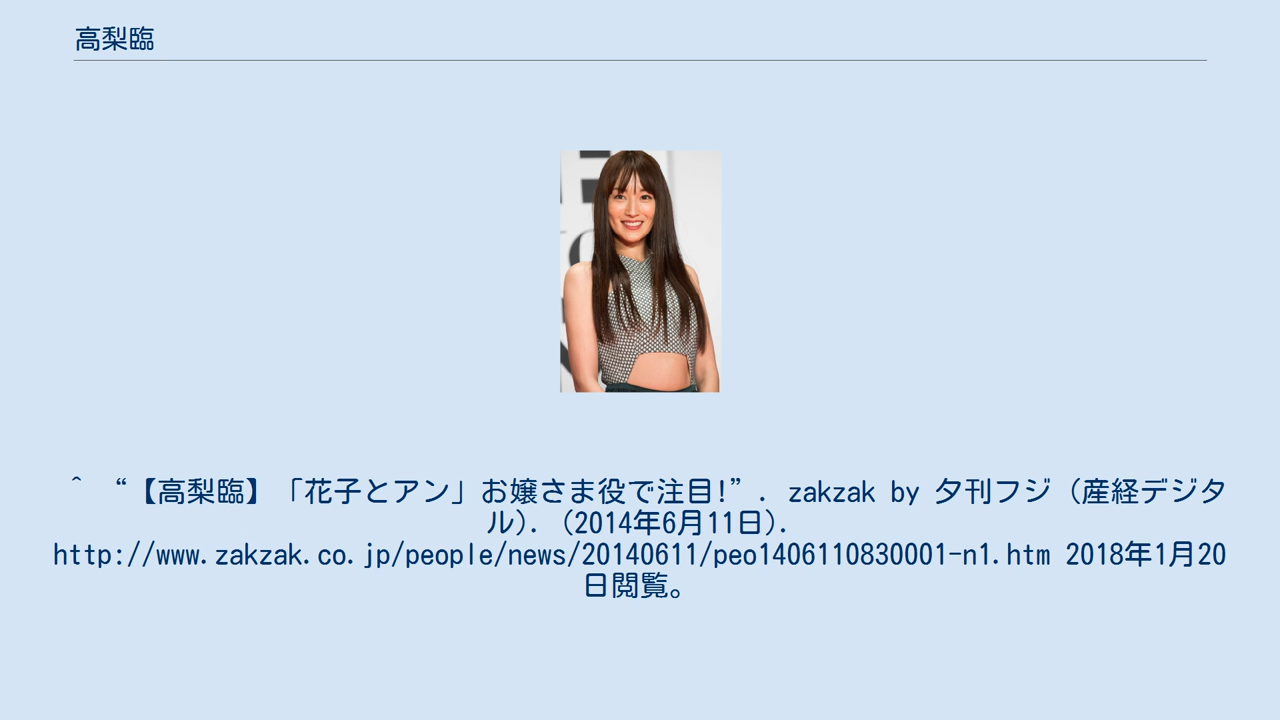 高梨臨
^ “【高梨臨】「花子とアン」お嬢さま役で注目!”. zakzak by 夕刊フジ (産経デジタ
ル). (2014年6月11日).
http://www.zakzak.co.jp/people/news/20140611/peo1406110830001-n1.htm 2018年1月20
日閲覧。